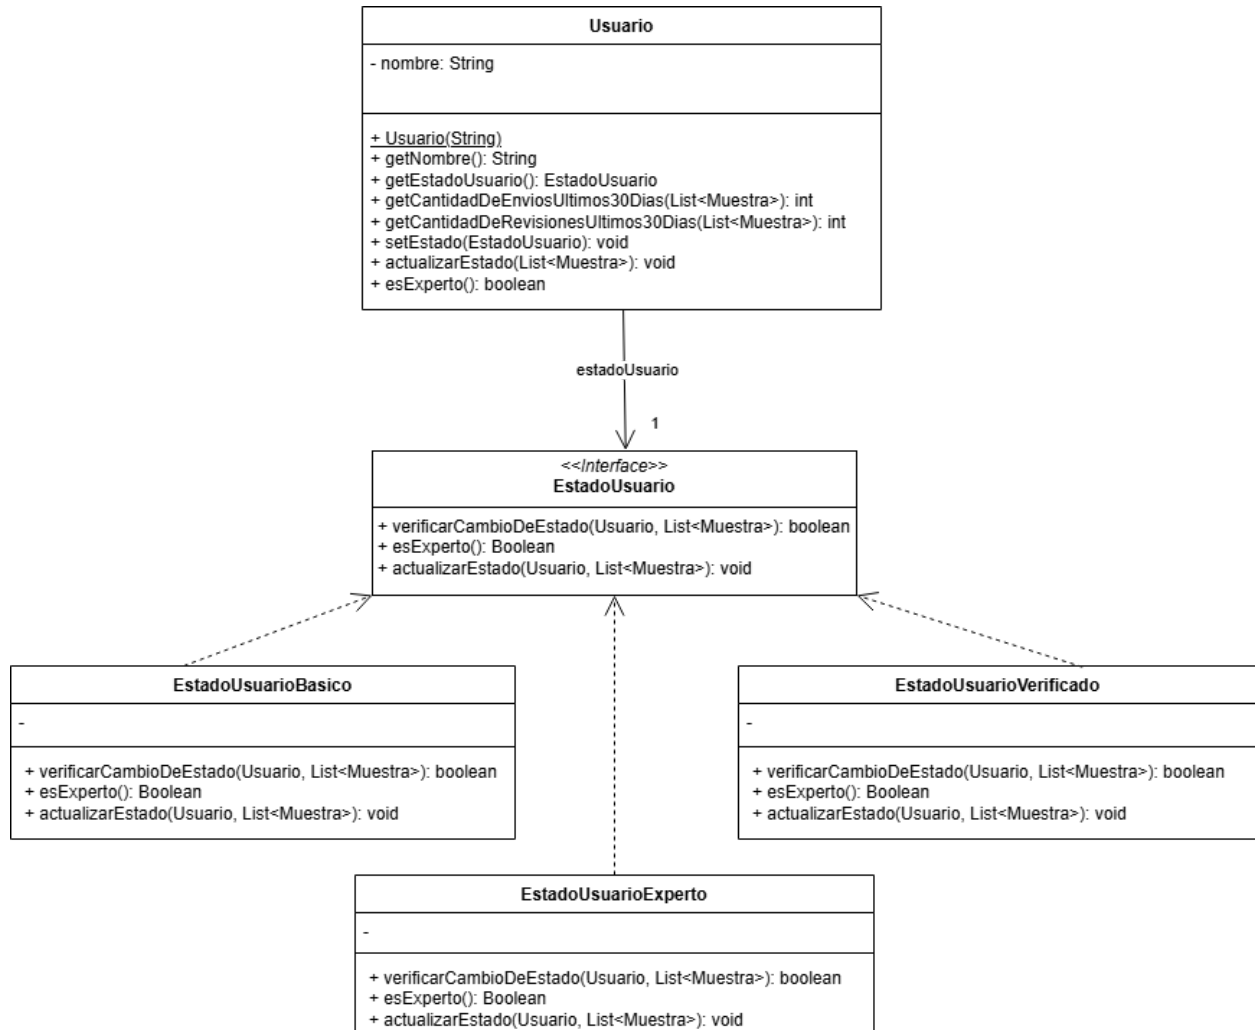 Usuario
- nombre: String
+ Usuario(String)
+ getNombre(): String
+ getEstadoUsuario(): EstadoUsuario
+ getCantidadDeEnviosUltimos30Dias(List<Muestra>): int
+ getCantidadDeRevisionesUltimos30Dias(List<Muestra>): int
+ setEstado(EstadoUsuario): void
+ actualizarEstado(List<Muestra>): void
+ esExperto(): boolean
estadoUsuario
1
<<Interface>>
EstadoUsuario
+ verificarCambioDeEstado(Usuario, List<Muestra>): boolean
+ esExperto(): Boolean
+ actualizarEstado(Usuario, List<Muestra>): void
EstadoUsuarioBasico
-
+ verificarCambioDeEstado(Usuario, List<Muestra>): boolean
+ esExperto(): Boolean
+ actualizarEstado(Usuario, List<Muestra>): void
EstadoUsuarioVerificado
-
+ verificarCambioDeEstado(Usuario, List<Muestra>): boolean
+ esExperto(): Boolean
+ actualizarEstado(Usuario, List<Muestra>): void
EstadoUsuarioExperto
-
+ verificarCambioDeEstado(Usuario, List<Muestra>): boolean
+ esExperto(): Boolean
+ actualizarEstado(Usuario, List<Muestra>): void